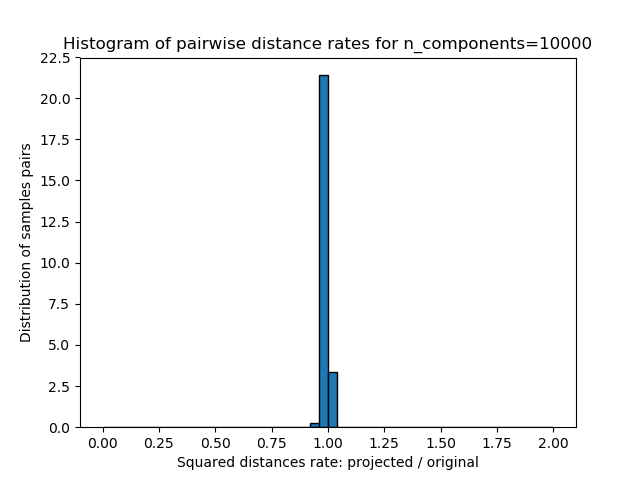 Histogram of pairwise distance rates for n_components=10000
Distribution of samples pairs
22.5
20.0
17.5
15.0
12.5
10.0
7.5
5.0
2.5
0.0
0.00 0.25 0.50 0.75 1.00 1.25 1.50 1.75 2.00
Squared distances rate: projected / original